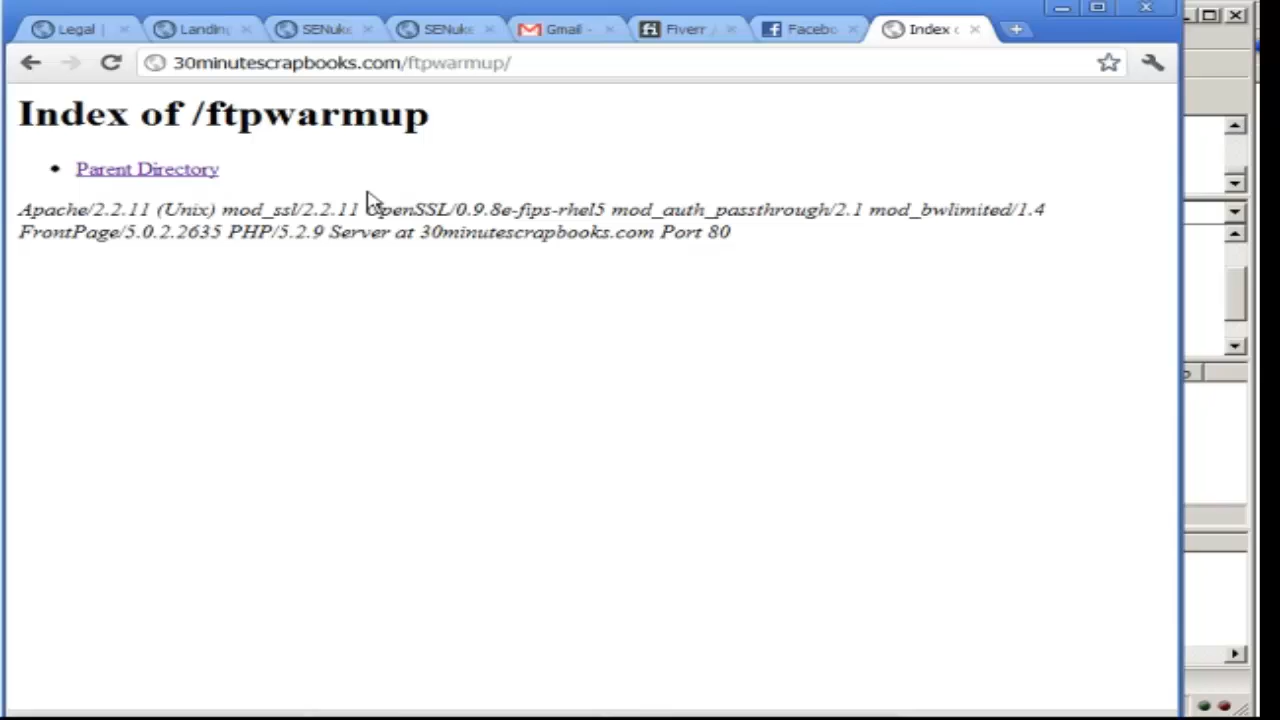 Legal |
Landing
SENuke
SENuke
Gmail -
Fiverr /
Facebo
Index o
30minutescrapbooks.com/ftpwarmup/
Index of /ftpwarmup
Parent Directory
Apache/2.2.11 (Unix) mod_ssl/2.2.11 OpenSSL/0.9.8e-fips-rhel5 mod_auth_passthrough/2.1 mod_bwlimited/1.4
FrontPage/5.0.2.2635 PHP/5.2.9 Server at 30minutescrapbooks.com Port 80